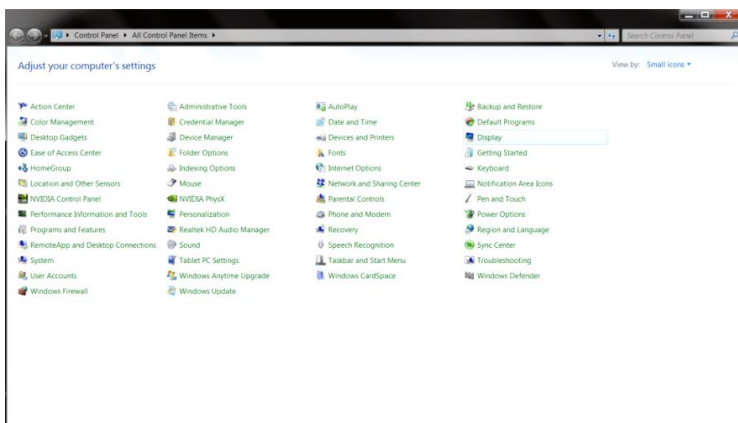 Control Panel All Control Panel Items Search Control Panel
Adjust your computer's settings View by: Small icons
Action Center Administrative Tools AutoPlay Backup and Restore
Color Management Credential Manager Date and Time Default Programs
Desktop Gadgets Device Manager Devices and Printers Display
Ease of Access Center Folder Options Fonts Getting Started
HomeGroup Indexing Options Internet Options Keyboard
Location and Other Sensors Mouse Network and Sharing Center Notification Area Icons
NVIDIA Control Panel NVIDIA PhysX Parental Controls Pen and Touch
Performance Information and Tools Personalization Phone and Modem Power Options
Programs and Features Realtek HD Audio Manager Recovery Region and Language
RemoteApp and Desktop Connections Sound Speech Recognition Sync Center
System Tablet PC Settings Taskbar and Start Menu Troubleshooting
User Accounts Windows Anytime Upgrade Windows CardSpace Windows Defender
Windows Firewall Windows Update